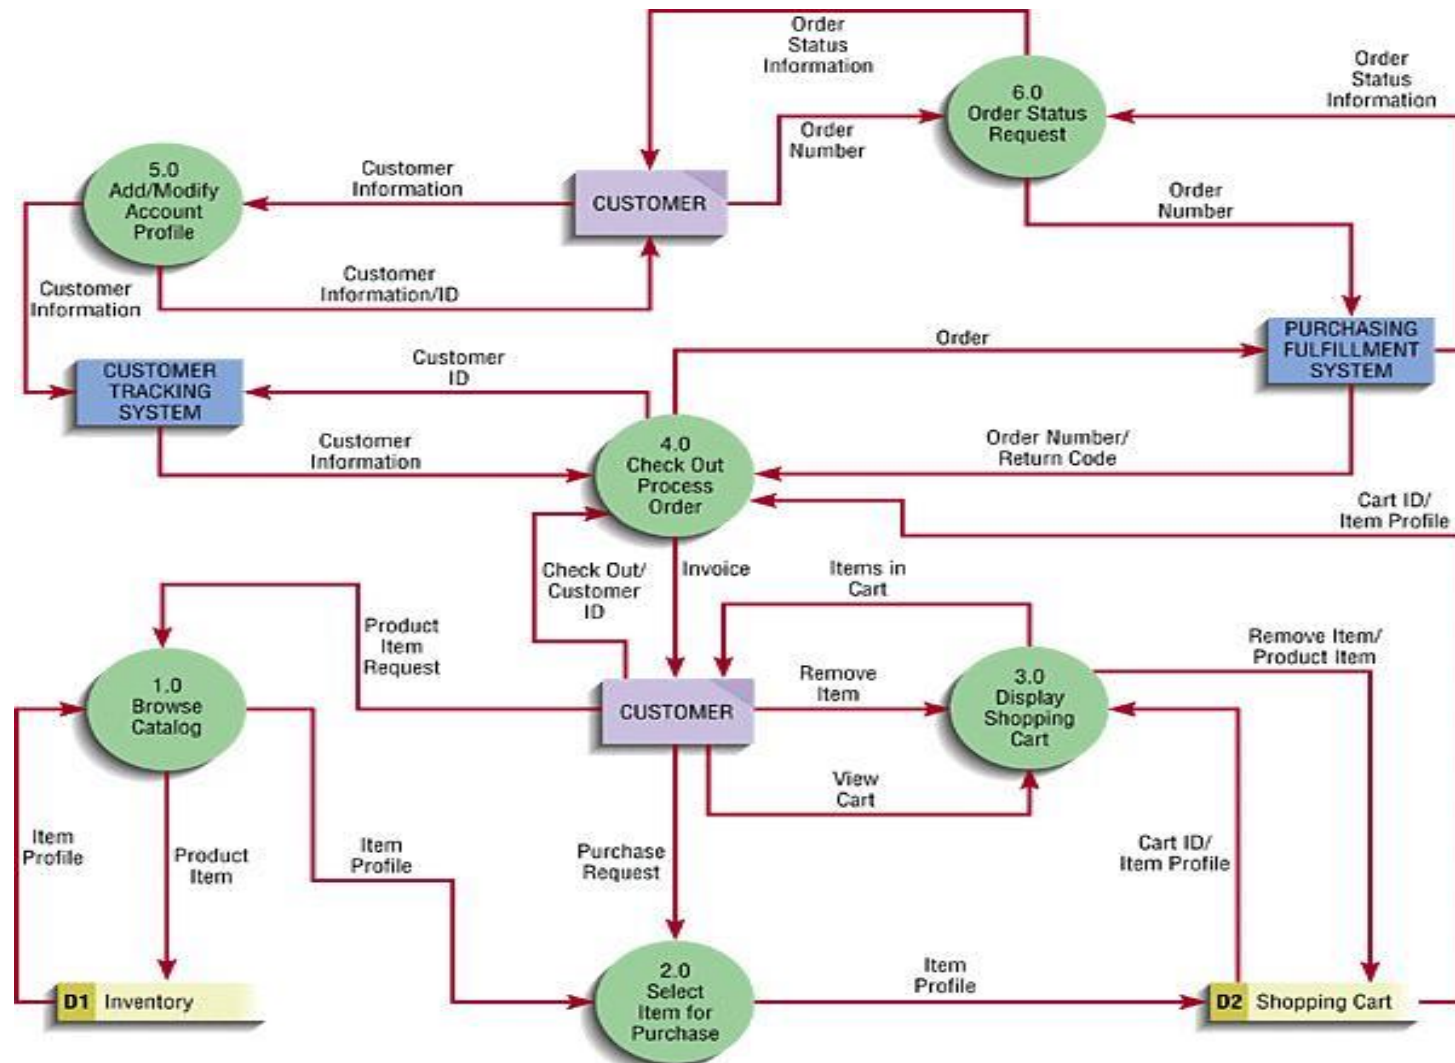 Order
Status
Information
6.0
Order Status
Request
Order
Status
Information
Order
Number
5.0
Add/Modify
Account
Profile
Customer
Information
CUSTOMER
Order
Number
Customer
Information/ID
Customer
Information
PURCHASING
FULFILLMENT
SYSTEM
Order
CUSTOMER
TRACKING
SYSTEM
Customer
ID
Customer
Information
4.0
Check Out
Process
Order
Order Number/
Return Code
Cart ID/
Item Profile
Check Out/
Customer
ID
Invoice
Items in
Cart
Product
Item
Request
Remove Item/
Product Item
1.0
Browse
Catalog
CUSTOMER
Remove
Item
3.0
Display
Shopping
Cart
View
Cart
Item
Profile
Product
Item
Item
Profile
Purchase
Request
Cart ID/
Item Profile
D1 Inventory
2.0
Select
Item for
Purchase
Item
Profile
D2 Shopping Cart